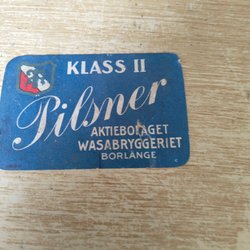 KLASS II
Pilsner
AKTIEBOLAGET
WASABRYGGERIET
BORLÄNGE